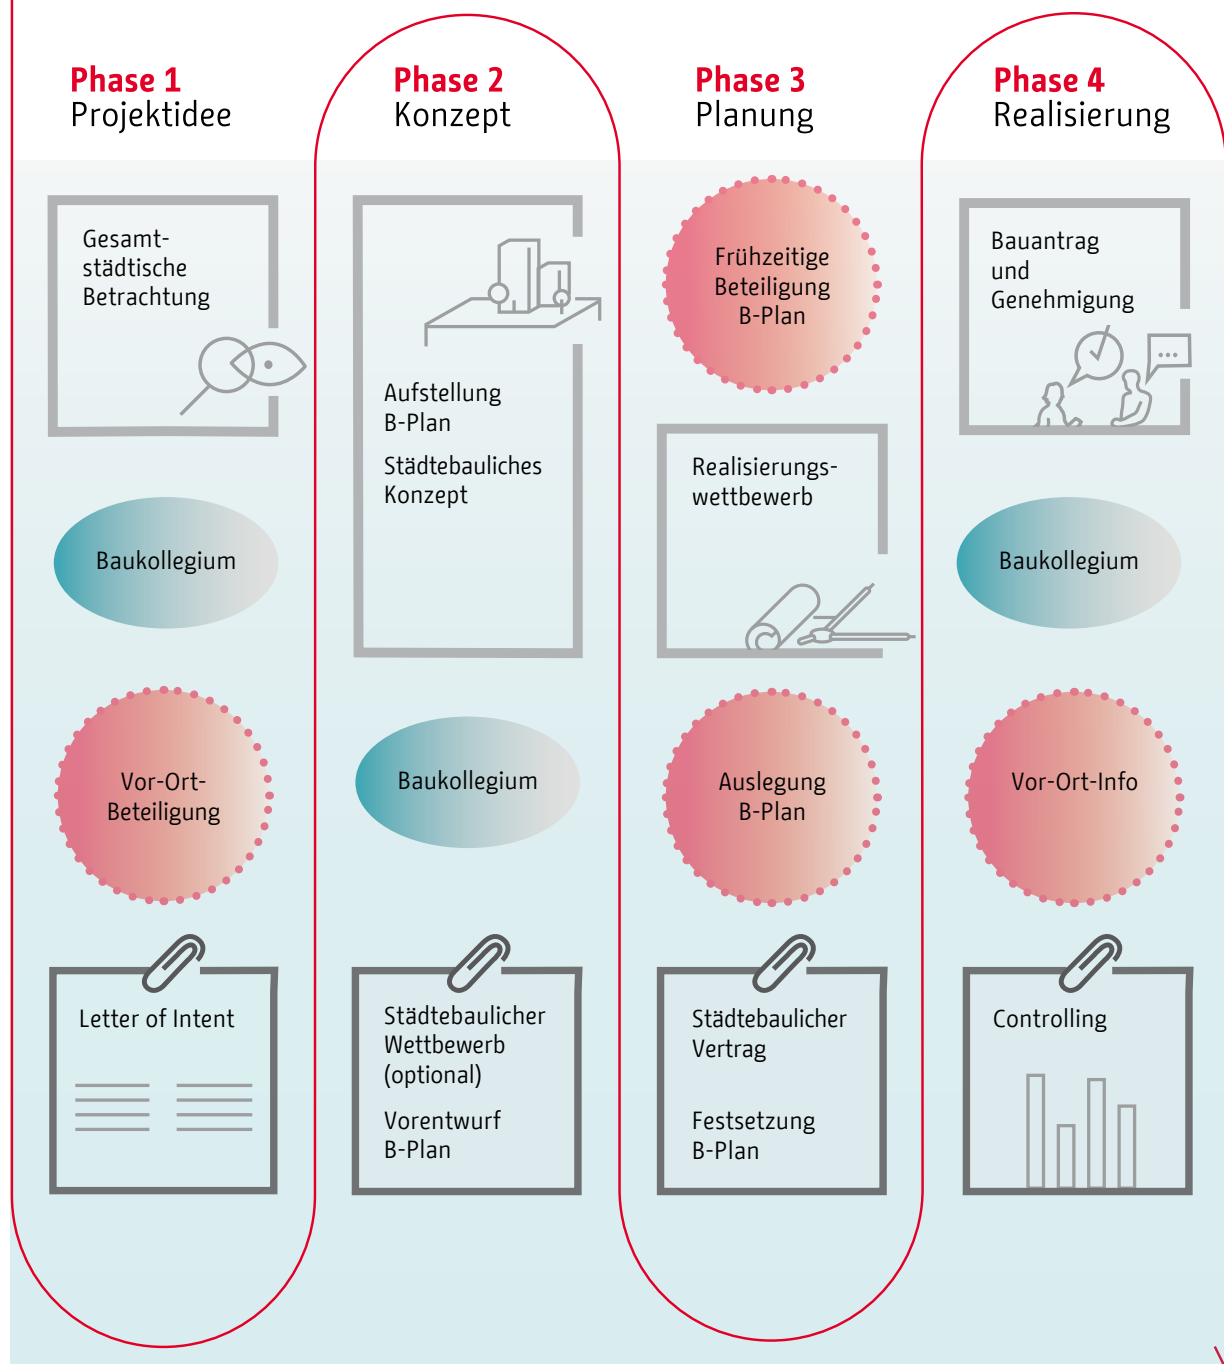 Phase 1
Projektidee
Gesamt-
städtische
Betrachtung
Baukollegium
Vor-Ort-
Beteiligung
Letter of Intent
Phase 2
Konzept
Aufstellung
B-Plan
Städtebauliches
Konzept
Baukollegium
Städtebaulicher
Wettbewerb
(optional)
Vorentwurf
B-Plan
Phase 3
Planung
Frühzeitige
Beteiligung
B-Plan
Realisierungs-
wettbewerb
Auslegung
B-Plan
Städtebaulicher
Vertrag
Festsetzung
B-Plan
Phase 4
Realisierung
Bauantrag
und
Genehmigung
Baukollegium
Vor-Ort-Info
Controlling